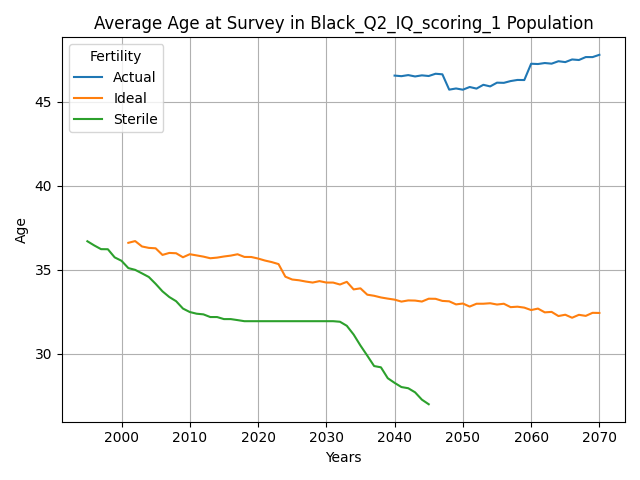 Average Age at Survey in Black_Q2_IQ_scoring_1 Population
Fertility
Actual
Ideal
Sterile
45
40
35
30
Age
2000 2010 2020 2030 2040 2050 2060 2070
Years